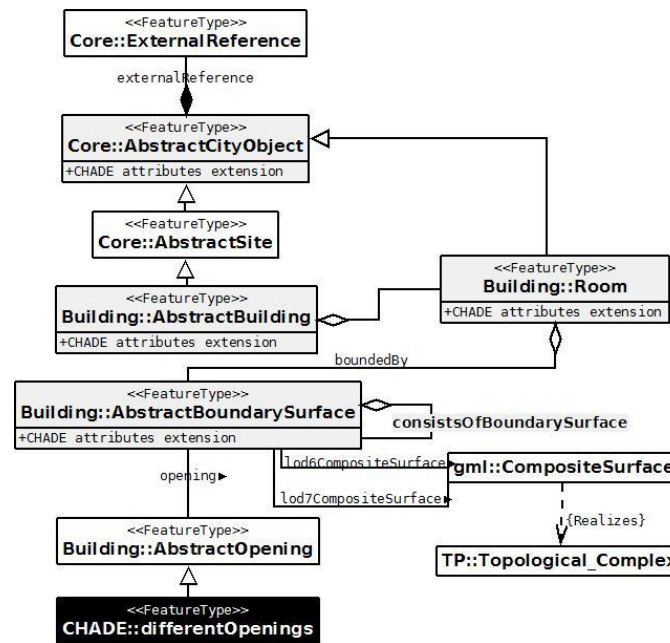 <<FeatureType>>
Core::ExternalReference
externalReference
<<FeatureType>>
Core::AbstractCityObject
+CHADE attributes extension
<<FeatureType>>
Core::AbstractSite
<<FeatureType>>
Building::Room
+CHADE attributes extension
<<FeatureType>>
Building::AbstractBuilding
+CHADE attributes extension
boundedBy
<<FeatureType>>
Building::AbstractBoundarySurface
+CHADE attributes extension
consistsOfBoundarySurface
lod6CompositeSurface
gml::CompositeSurface
opening
lod7CompositeSurface
{Realizes}
<<FeatureType>>
Building::AbstractOpening
TP::Topological_Complex
<<FeatureType>>
CHADE::differentOpenings